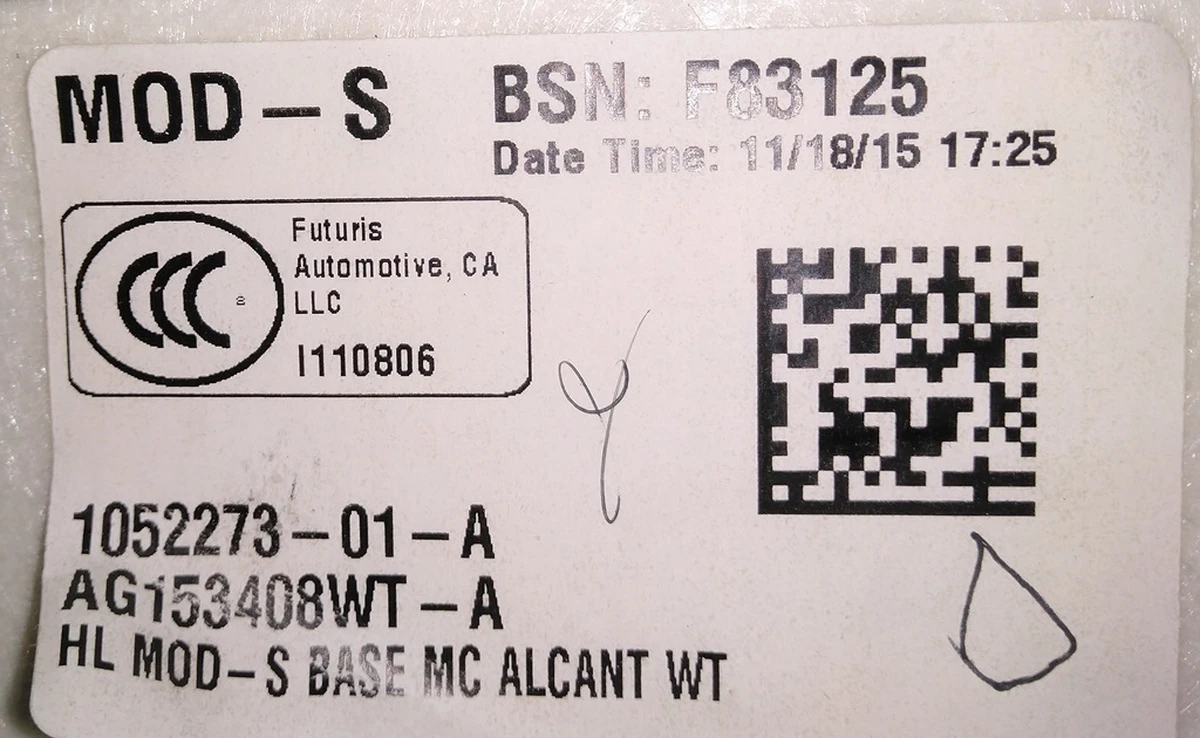 MOD-S
BSN: F83125
Date Time: 11/18/15 17:25
CCC
Futuris
Automotive, CA
LLC
I110806
1052273-01-A
AG153408WT-A
HL MOD-S BASE MC ALCANT WT